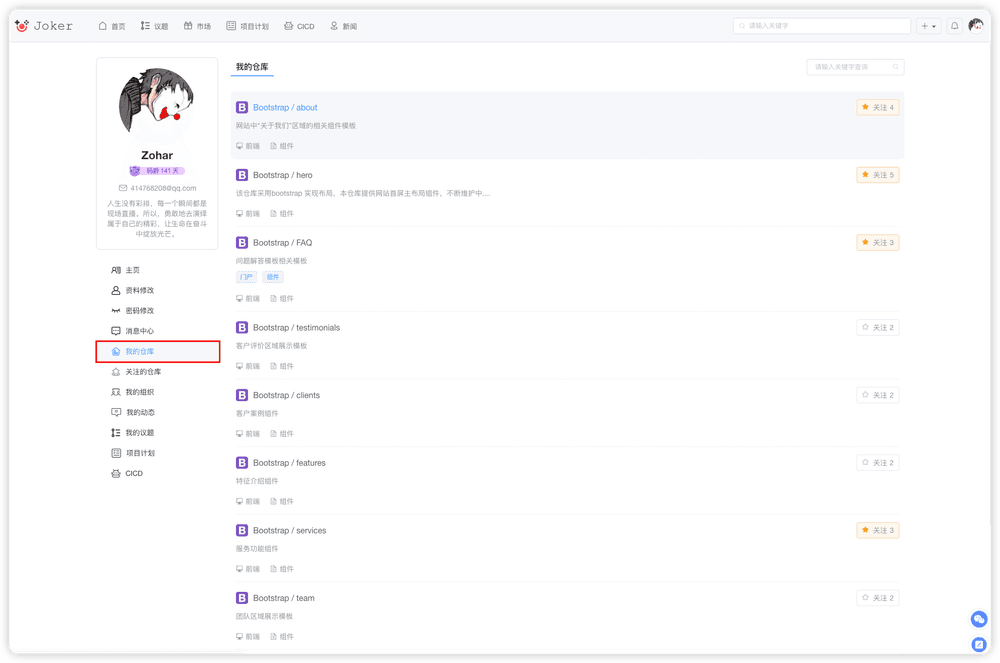 Joker
首页
议题
市场
项目计划
CICD
新闻
请输入关键字
Zohar
码龄 141 天
414768208@qq.com
人生没有彩排，每一个瞬间都是
现场直播。所以，勇敢地去演绎
属于自己的精彩，让生命在奋斗
中绽放光芒。
主页
资料修改
密码修改
消息中心
我的仓库
关注的仓库
我的组织
我的动态
我的议题
项目计划
CICD
我的仓库
请输入关键字查询
Bootstrap / about
关注 4
网站中“关于我们”区域的相关组件模板
前端 组件
Bootstrap / hero
关注 5
该仓库采用bootstrap 实现布局，本仓库提供网站首屏主布局组件，不断维护中....
前端 组件
Bootstrap / FAQ
关注 3
问题解答模板相关模板
门户 组件
前端 组件
Bootstrap / testimonials
关注 2
客户评价区域展示模板
前端 组件
Bootstrap / clients
关注 2
客户案例组件
前端 组件
Bootstrap / features
关注 2
特征介绍组件
前端 组件
Bootstrap / services
关注 3
服务功能组件
前端 组件
Bootstrap / team
关注 2
团队区域展示模板
前端 组件